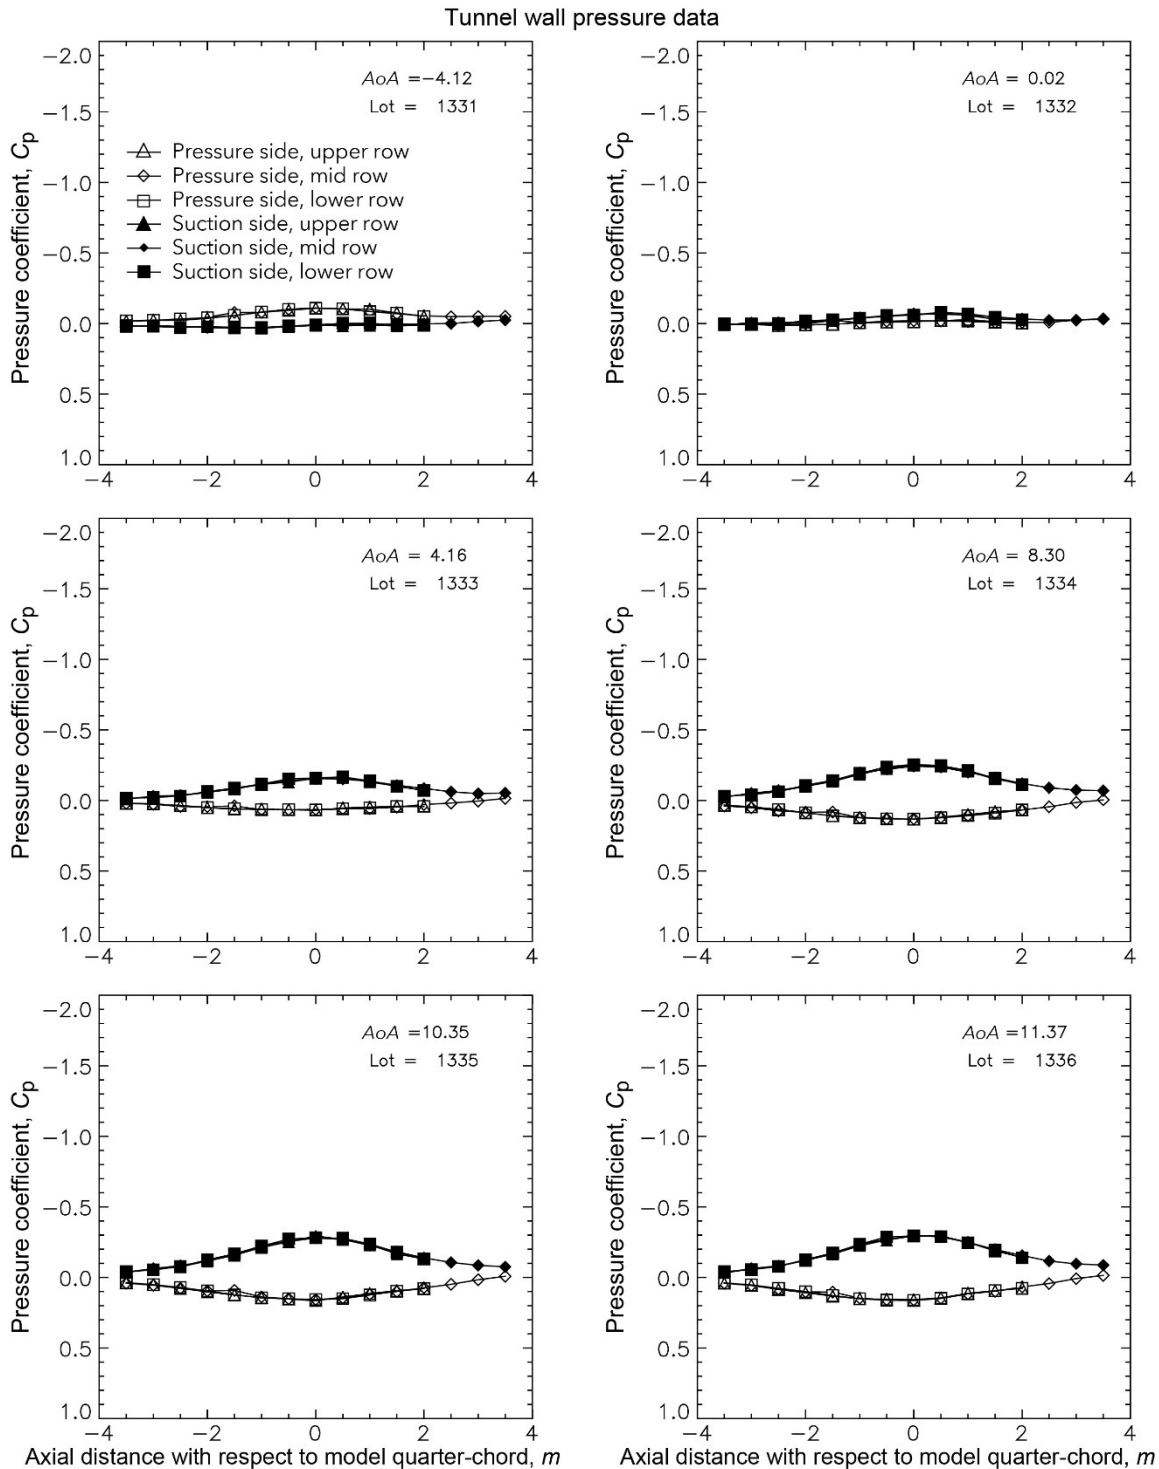 Tunnel wall pressure data
AoA =−4.12
Lot = 1331
Pressure side, upper row
Pressure side, mid row
Pressure side, lower row
Suction side, upper row
Suction side, mid row
Suction side, lower row
Pressure coefficient, Cp
−2.0
−1.5
−1.0
−0.5
0.0
0.5
1.0
−4 −2 0 2 4
AoA = 0.02
Lot = 1332
Pressure coefficient, Cp
−2.0
−1.5
−1.0
−0.5
0.0
0.5
1.0
−4 −2 0 2 4
AoA = 4.16
Lot = 1333
Pressure coefficient, Cp
−2.0
−1.5
−1.0
−0.5
0.0
0.5
1.0
−4 −2 0 2 4
AoA = 8.30
Lot = 1334
Pressure coefficient, Cp
−2.0
−1.5
−1.0
−0.5
0.0
0.5
1.0
−4 −2 0 2 4
AoA =10.35
Lot = 1335
Pressure coefficient, Cp
−2.0
−1.5
−1.0
−0.5
0.0
0.5
1.0
−4 −2 0 2 4
Axial distance with respect to model quarter-chord, m
AoA =11.37
Lot = 1336
Pressure coefficient, Cp
−2.0
−1.5
−1.0
−0.5
0.0
0.5
1.0
−4 −2 0 2 4
Axial distance with respect to model quarter-chord, m